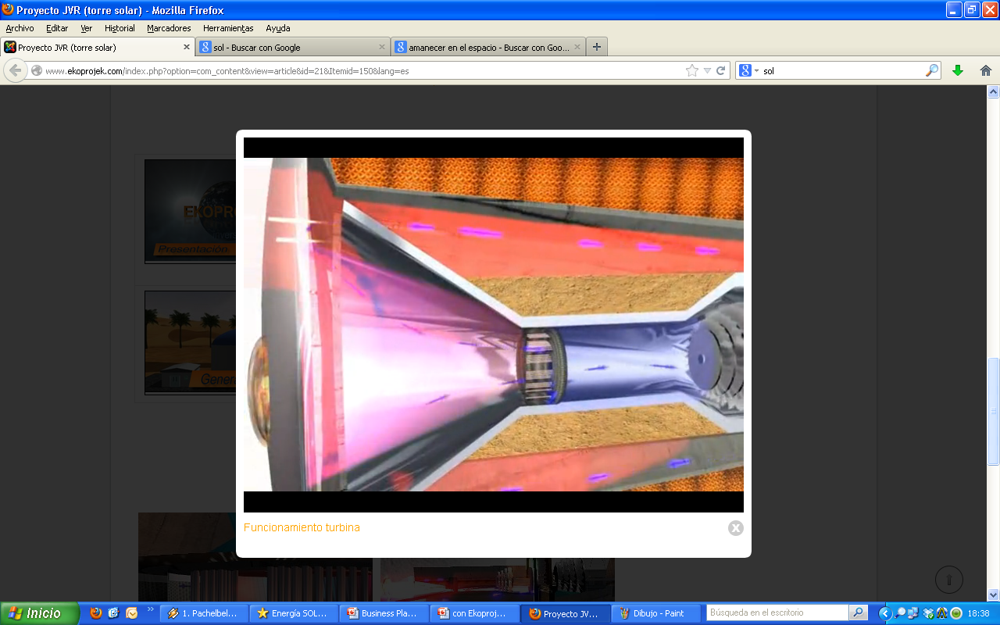 Proyecto JVR (torre solar) - Mozilla Firefox
Archivo Editar Ver Historial Marcadores Herramientas Ayuda
Proyecto JVR (torre solar)
sol - Buscar con Google
amanecer en el espacio - Buscar con Goo...
www.ekoprojek.com/index.php?option=com_content&view=article&id=21&Itemid=150&lang=es
sol
EKOPRO
Presentación
Gener
Funcionamiento turbina
Inicio
1. Pachelbel...
Energía SOL...
Business Pla...
con Ekoproj...
Proyecto JV...
Dibujo - Paint
Búsqueda en el escritorio
18:38